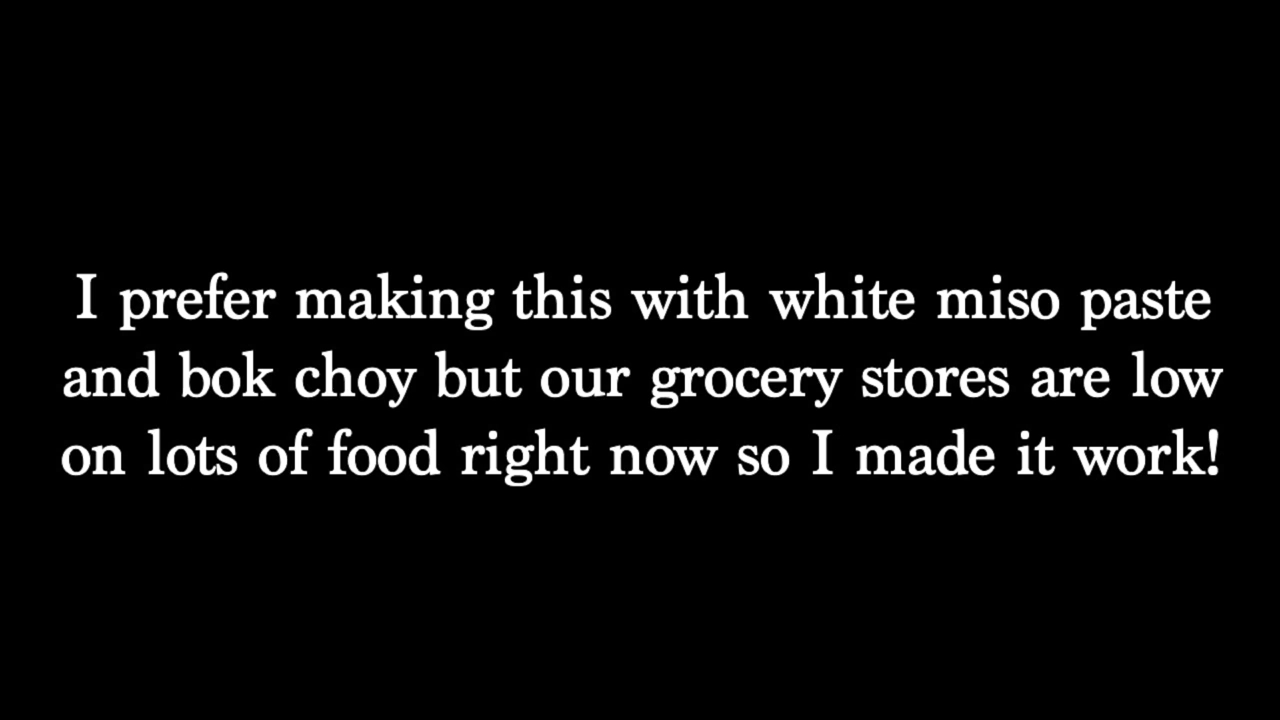 I prefer making this with white miso paste
and bok choy but our grocery stores are low
on lots of food right now so I made it work!